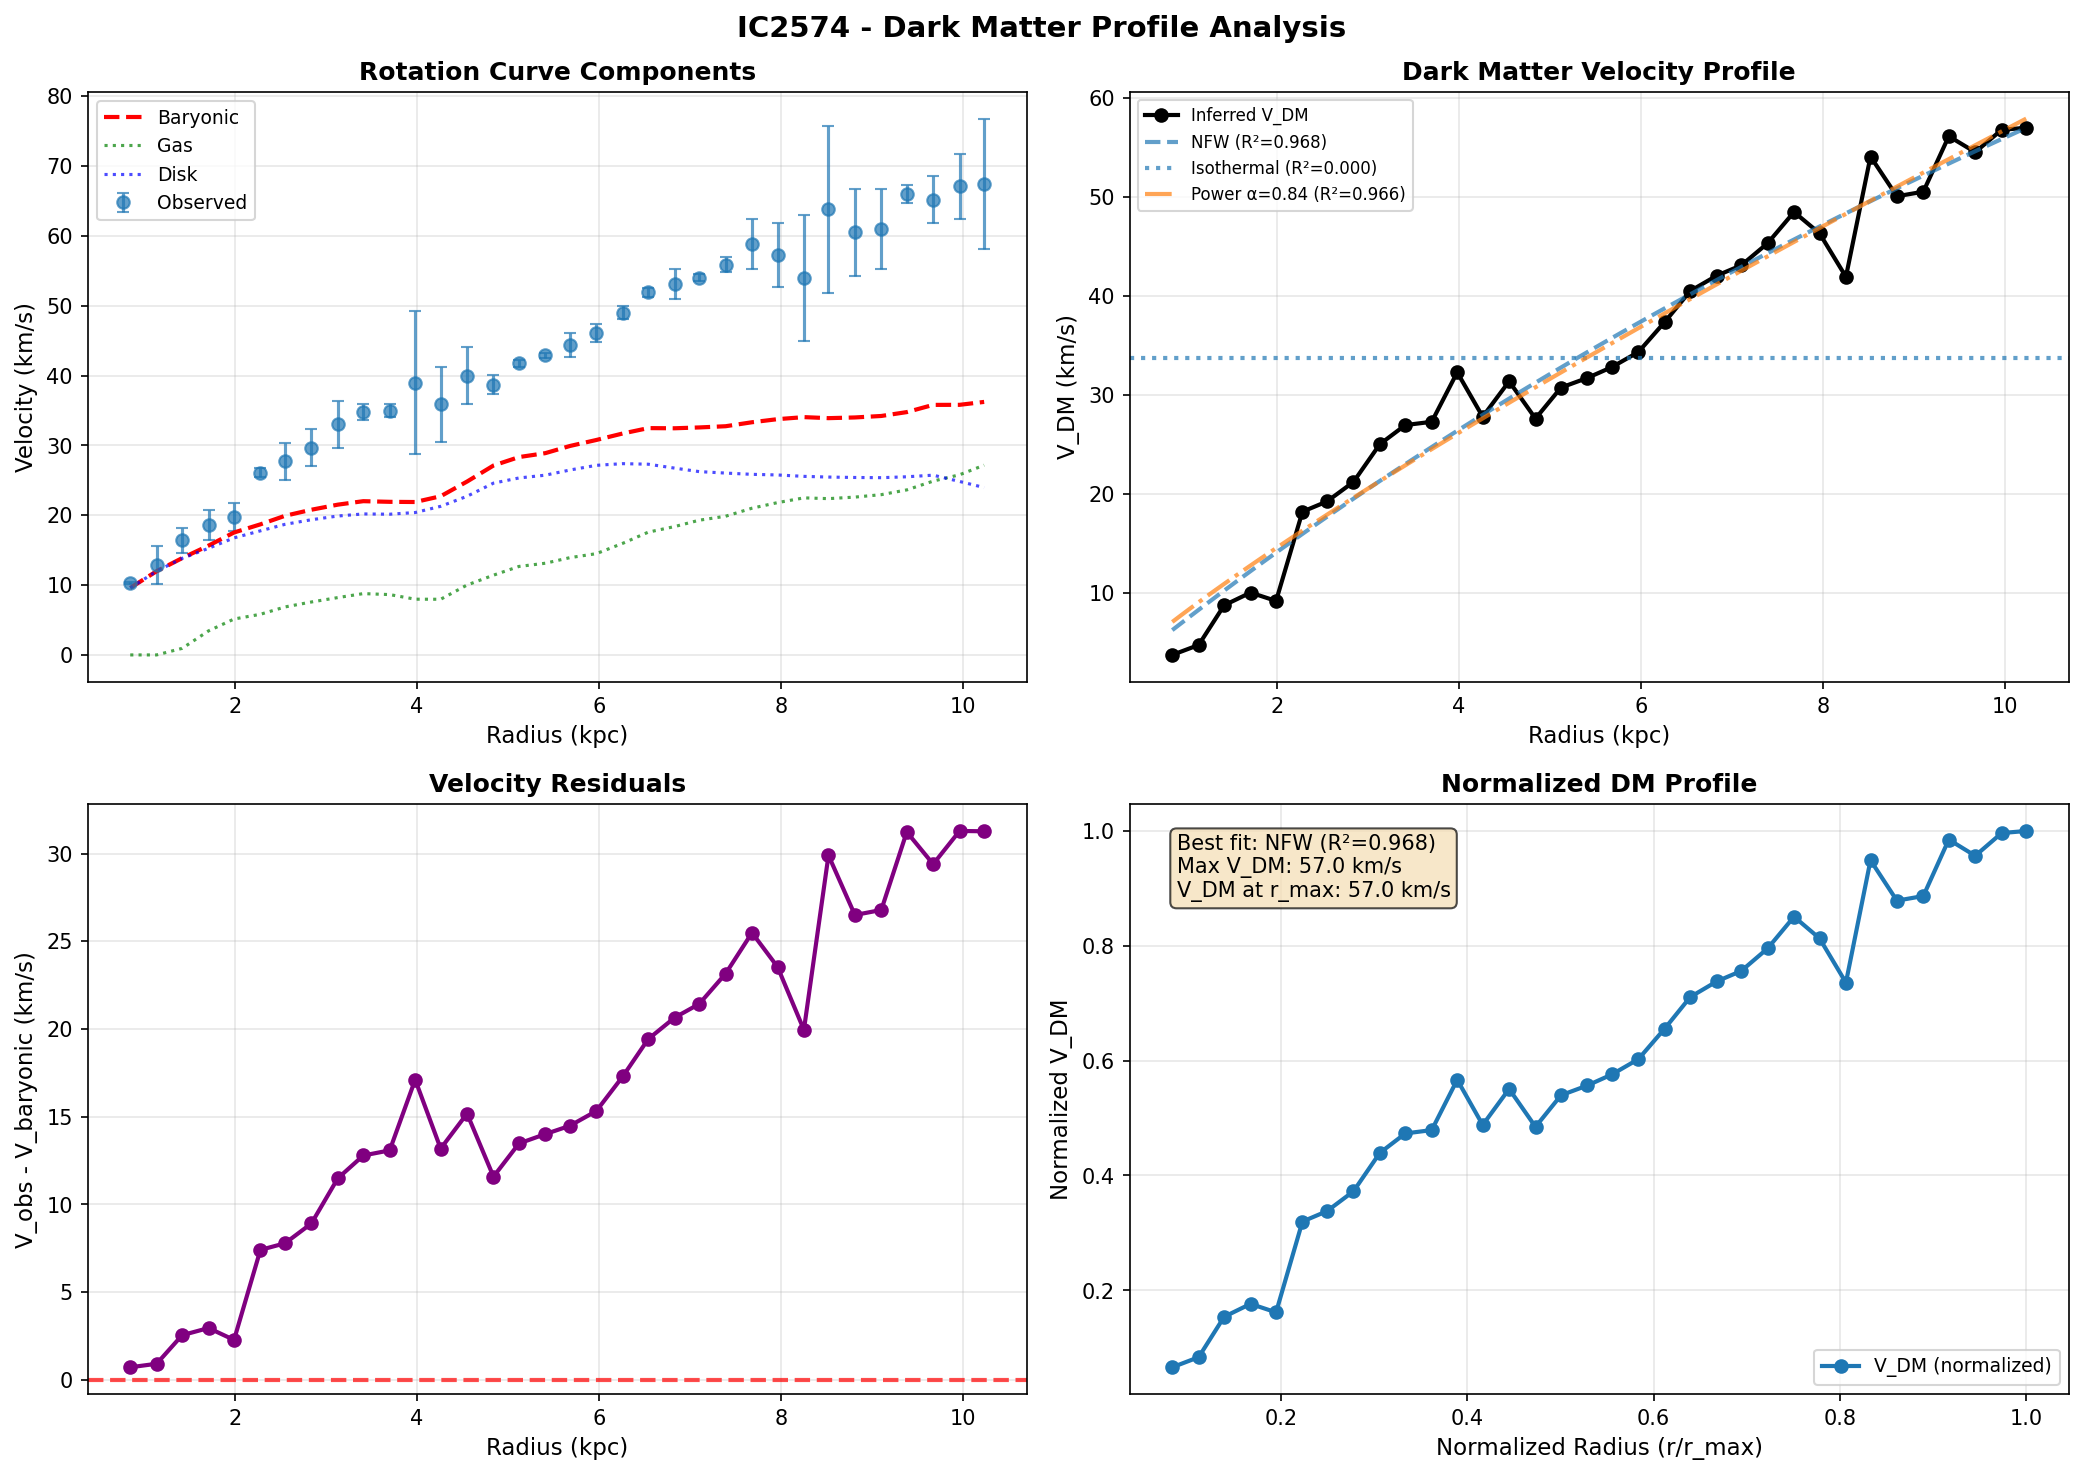 IC2574 - Dark Matter Profile Analysis
Rotation Curve Components
80
70
60
50
40
30
20
10
0
Velocity (km/s)
Baryonic
Gas
Disk
Observed
2
4
6
8
10
Radius (kpc)
Dark Matter Velocity Profile
60
50
40
30
20
10
V_DM (km/s)
Inferred V_DM
NFW (R²=0.968)
Isothermal (R²=0.000)
Power α=0.84 (R²=0.966)
2
4
6
8
10
Radius (kpc)
Velocity Residuals
30
25
20
15
10
5
0
V_obs - V_baryonic (km/s)
2
4
6
8
10
Radius (kpc)
Normalized DM Profile
1.0
0.8
0.6
0.4
0.2
Normalized V_DM
Best fit: NFW (R²=0.968)
Max V_DM: 57.0 km/s
V_DM at r_max: 57.0 km/s
V_DM (normalized)
0.2
0.4
0.6
0.8
1.0
Normalized Radius (r/r_max)